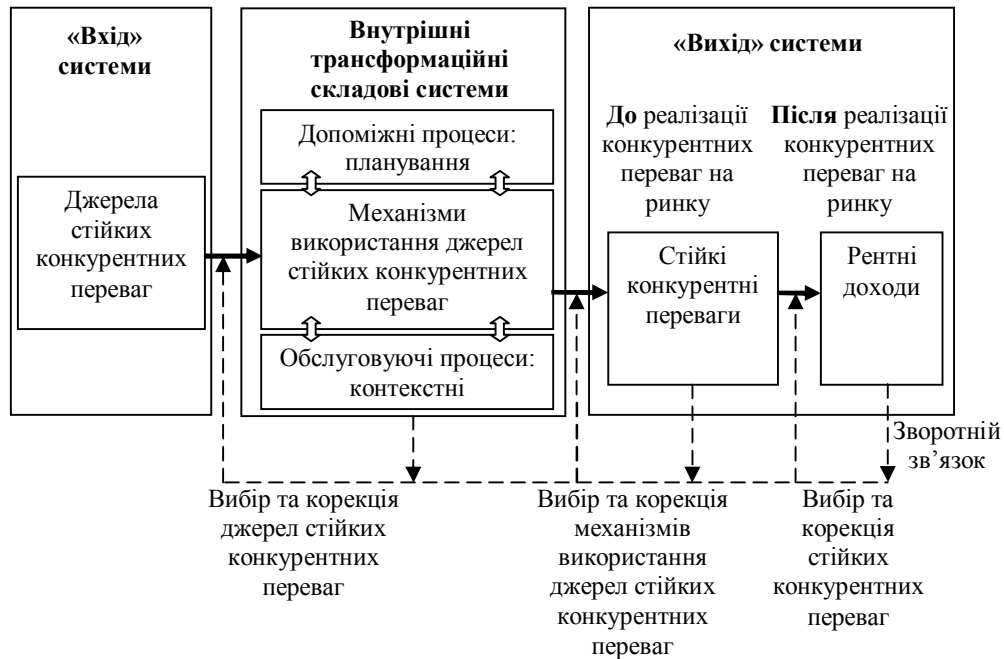 «Вхід»
системи
Джерела
стійких
конкурентних
переваг
Внутрішні
трансформаційні
складові системи
Допоміжні процеси:
планування
Механізми
використання джерел
стійких конкурентних
переваг
Обслуговуючі процеси:
контекстні
«Вихід» системи
До реалізації
конкурентних
переваг на
ринку
Після реалізації
конкурентних
переваг на
ринку
Стійкі
конкурентні
переваги
Рентні
доходи
Зворотній
зв’язок
Вибір та корекція
джерел стійких
конкурентних
переваг
Вибір та корекція
механізмів
використання
джерел стійких
конкурентних
переваг
Вибір та
корекція
стійких
конкурентних
переваг